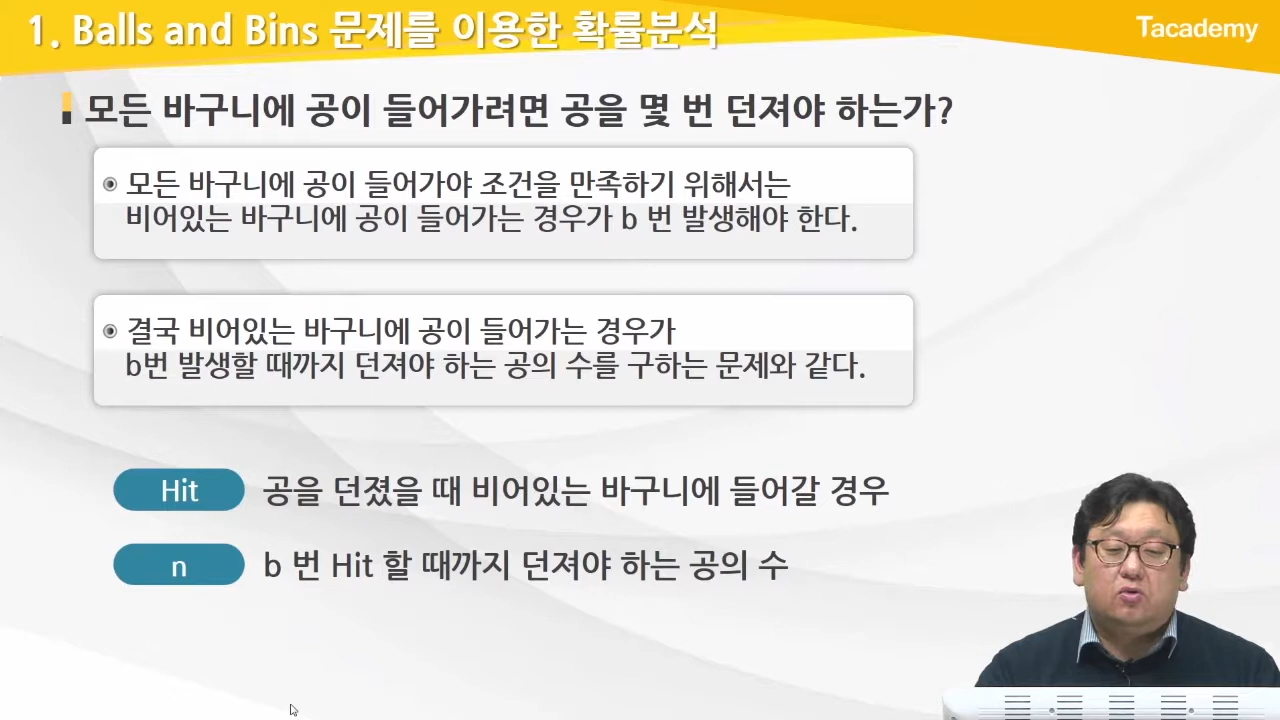 1. Balls and Bins 문제를 이용한 확률분석
Tacademy
모든 바구니에 공이 들어가려면 공을 몇 번 던져야 하는가?
모든 바구니에 공이 들어가야 조건을 만족하기 위해서는
비어있는 바구니에 공이 들어가는 경우가 b 번 발생해야 한다.
결국 비어있는 바구니에 공이 들어가는 경우가
b번 발생할 때까지 던져야 하는 공의 수를 구하는 문제와 같다.
Hit 공을 던졌을 때 비어있는 바구니에 들어갈 경우
n b 번 Hit 할 때까지 던져야 하는 공의 수